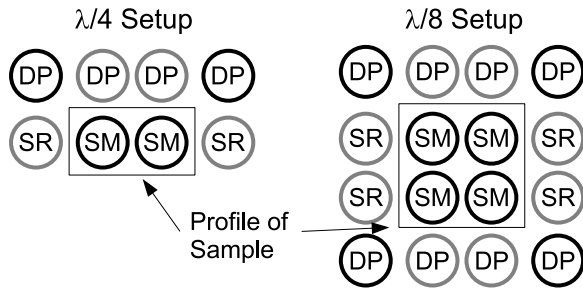 λ/4 Setup
DP DP DP DP
SR SM SM SR
λ/8 Setup
DP DP DP DP
SR SM SM SR
SR SM SM SR
DP DP DP DP
Profile of
Sample